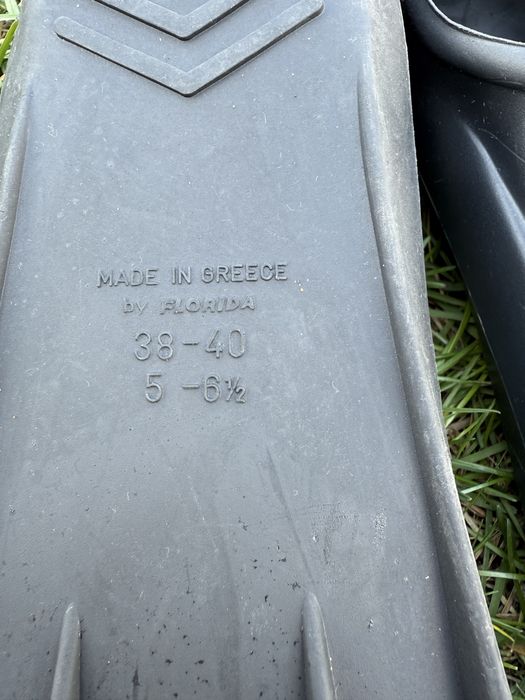 MADE IN GREECE
by FLORIDA
38-40
5 -6½